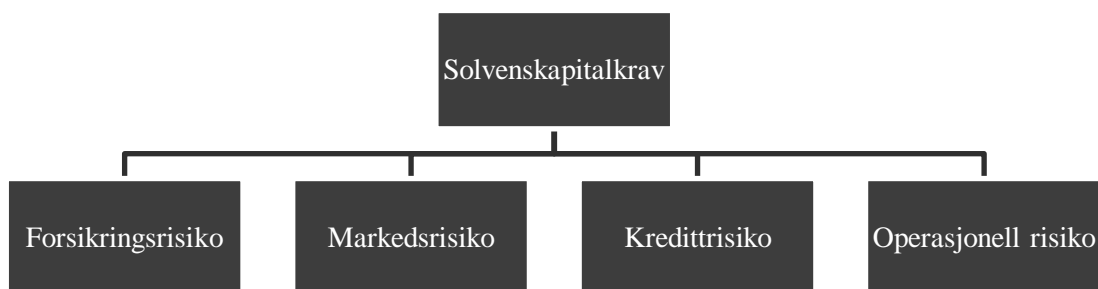 Solvenskapitalkrav
Forsikringsrisiko
Markedsrisiko
Kredittrisiko
Operasjonell risiko